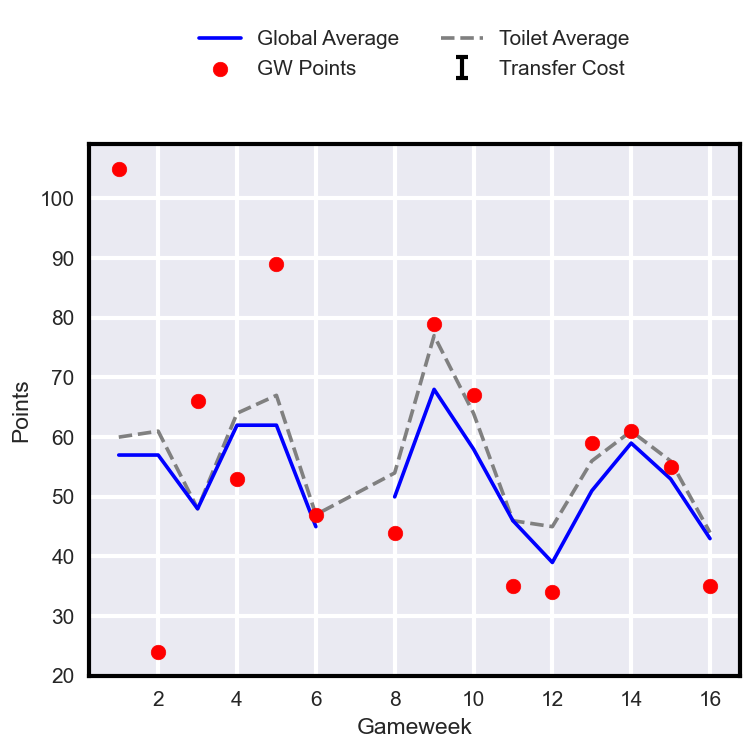 Global Average
Toilet Average
GW Points
Transfer Cost
100
90
80
70
60
50
40
30
20
Points
2 4 6 8 10 12 14 16
Gameweek